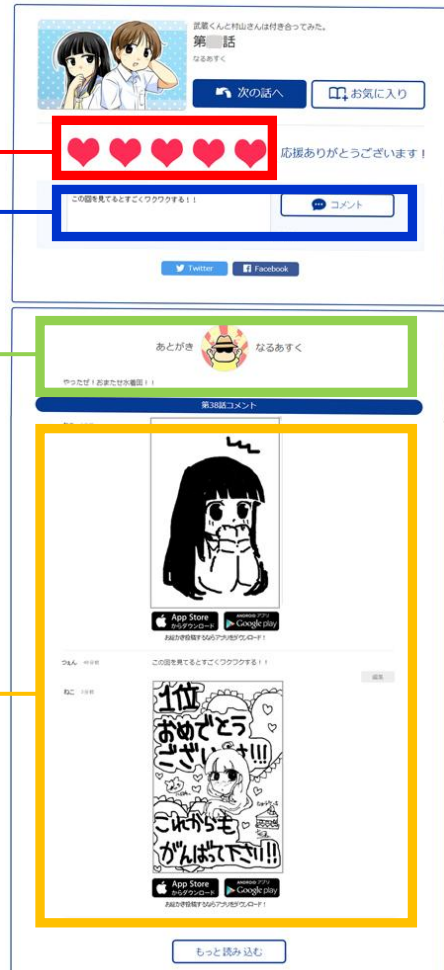 武蔵くんと村山さんは付き合ってみた。
第 話
なるあすく
次の話へ
お気に入り
応援ありがとうございます!
この回を見てるとすごくワクワクする!!
コメント
Twitter
Facebook
あとがき
なるあすく
やったぜ!おまたせ水着回!!
第38話コメント
App Store
からダウンロード
ANDROID アプリ
Google play
お絵かき投稿するならアプリをダウンロード!
つぇん
この回を見てるとすごくワクワクする!!
編集
ねこ
1位
おめでとう
ございます!!!
これからも
がんばって下さい!!
App Store
からダウンロード
ANDROID アプリ
Google play
お絵かき投稿するならアプリをダウンロード!
もっと読み込む